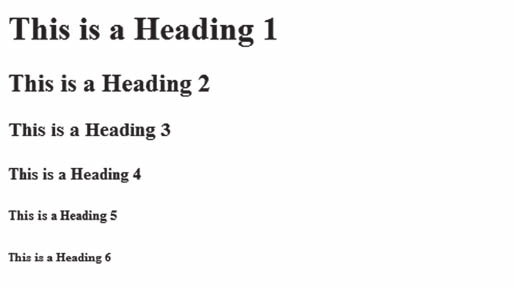 This is a Heading 1
This is a Heading 2
This is a Heading 3
This is a Heading 4
This is a Heading 5
This is a Heading 6